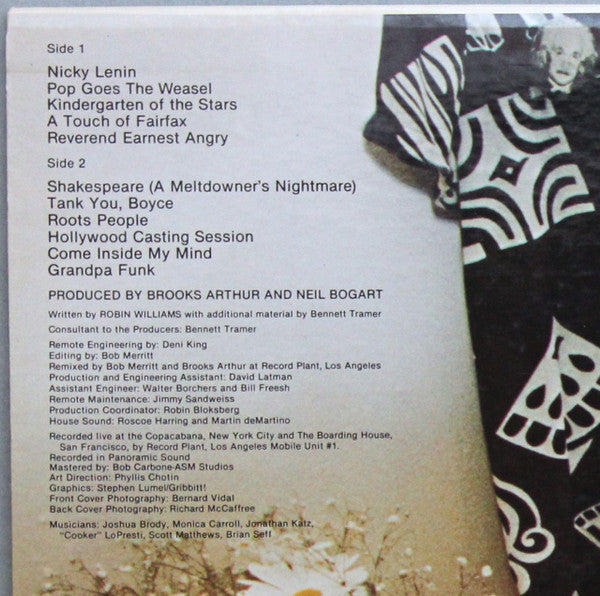 Side 1
Nicky Lenin
Pop Goes The Weasel
Kindergarten of the Stars
A Touch of Fairfax
Reverend Earnest Angry
Side 2
Shakespeare (A Meltdowner's Nightmare)
Tank You, Boyce
Roots People
Hollywood Casting Session
Come Inside My Mind
Grandpa Funk
PRODUCED BY BROOKS ARTHUR AND NEIL BOGART
Written by ROBIN WILLIAMS with additional material by Bennett Tramer
Consultant to the Producers: Bennett Tramer
Remote Engineering by: Deni King
Editing by: Bob Merritt
Remixed by Bob Merritt and Brooks Arthur at Record Plant, Los Angeles
Production and Engineering Assistant: David Latman
Assistant Engineer: Walter Borchers and Bill Freesh
Remote Maintenance: Jimmy Sandweiss
Production Coordinator: Robin Bloksberg
House Sound: Roscoe Harring and Martin deMartino
Recorded live at the Copacabana, New York City and The Boarding House,
San Francisco, by Record Plant, Los Angeles Mobile Unit #1.
Recorded in Panoramic Sound
Mastered by: Bob Carbone-ASM Studios
Art Direction: Phyllis Chotin
Graphics: Stephen Lumel/Gribbitt!
Front Cover Photography: Bernard Vidal
Back Cover Photography: Richard McCaffree
Musicians: Joshua Brody, Monica Carroll, Jonathan Katz,
"Cooker" LoPresti, Scott Matthews, Brian Seff